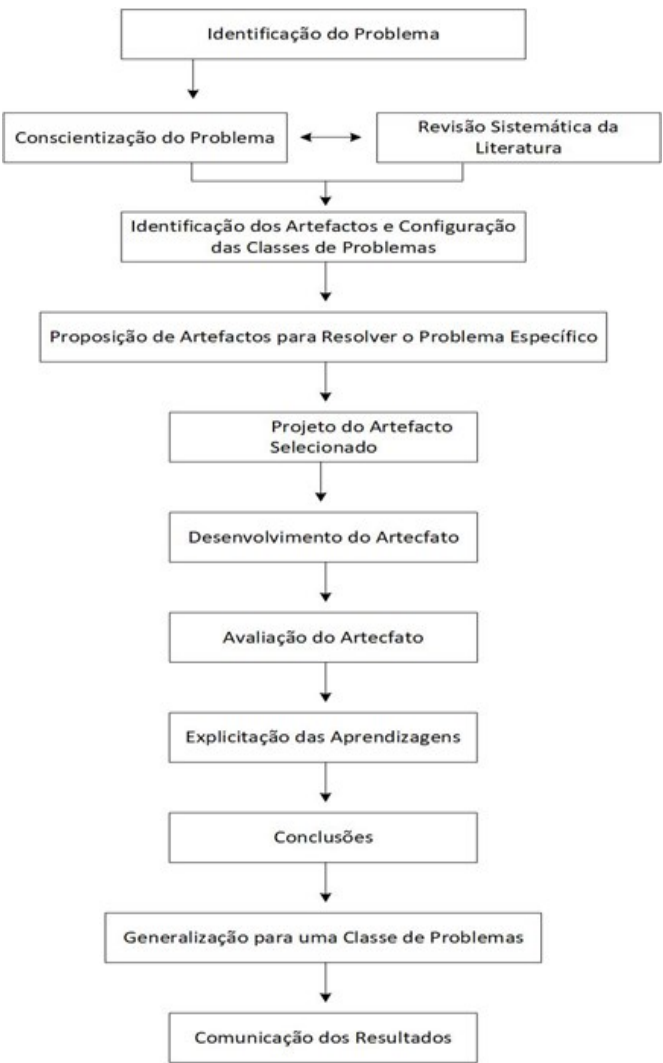 Identificação do Problema
Conscientização do Problema
Revisão Sistemática da
Literatura
Identificação dos Artefactos e Configuração
das Classes de Problemas
Proposição de Artefactos para Resolver o Problema Específico
Projeto do Artefacto
Selecionado
Desenvolvimento do Artecfato
Avaliação do Artecfato
Explicitação das Aprendizagens
Conclusões
Generalização para uma Classe de Problemas
Comunicação dos Resultados